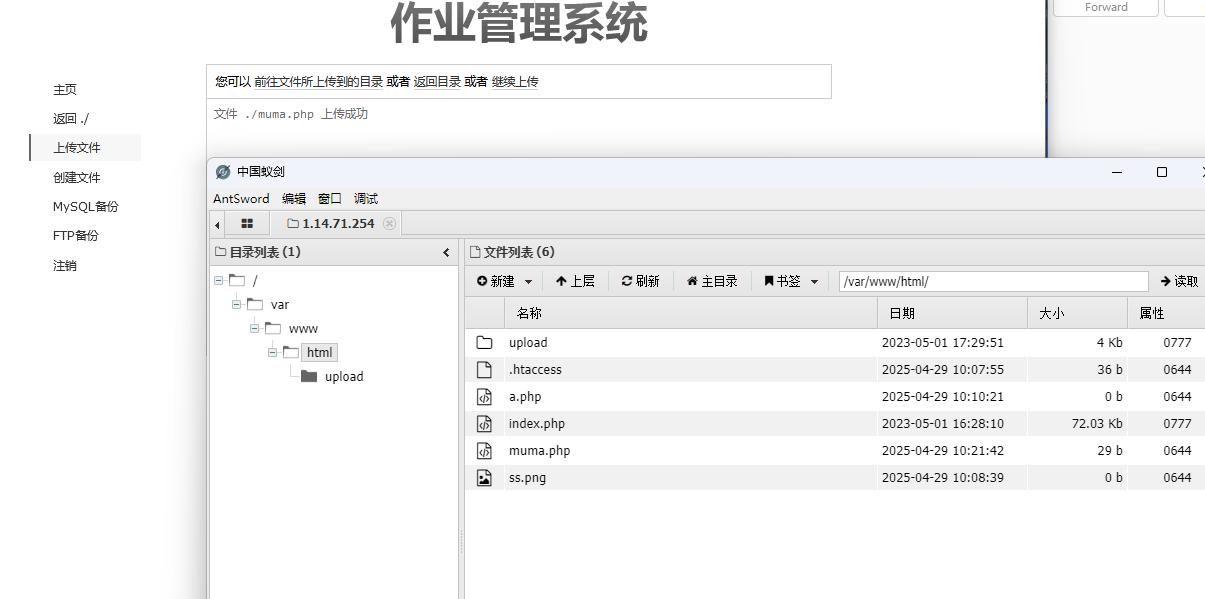 作业管理系统
Forward
主页
返回 ./
上传文件
创建文件
MySQL备份
FTP备份
注销
您可以 前往文件所上传到的目录 或者 返回目录 或者 继续上传
文件 ./muma.php 上传成功
中国蚁剑
AntSword 编辑 窗口 调试
1.14.71.254
目录列表 (1)
/
var
www
html
upload
文件列表 (6)
新建 上层 刷新 主目录 书签 /var/www/html/ 读取
名称 日期 大小 属性
upload 2023-05-01 17:29:51 4 Kb 0777
.htaccess 2025-04-29 10:07:55 36 b 0644
a.php 2025-04-29 10:10:21 0 b 0644
index.php 2023-05-01 16:28:10 72.03 Kb 0777
muma.php 2025-04-29 10:21:42 29 b 0644
ss.png 2025-04-29 10:08:39 0 b 0644